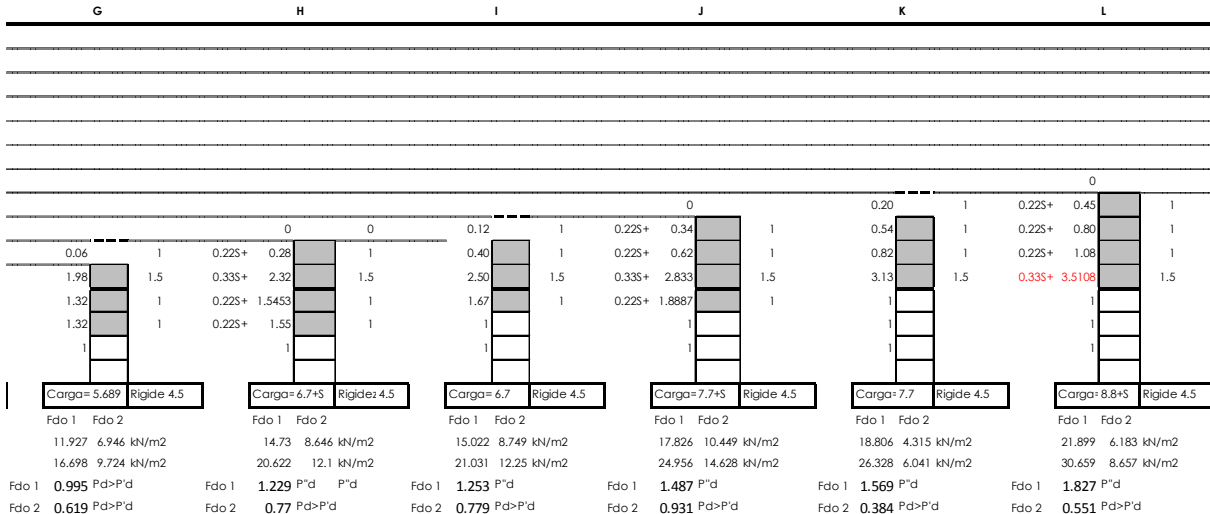 G H I J K L
0
0 0.20 1 0.22S+ 0.45 1
0 0 0.12 1 0.22S+ 0.34 1 0.54 1 0.22S+ 0.80 1
0.06 1 0.22S+ 0.28 1 0.40 1 0.22S+ 0.62 1 0.82 1 0.22S+ 1.08 1
1.98 1.5 0.33S+ 2.32 1.5 2.50 1.5 0.33S+ 2.833 1.5 3.13 1.5 0.33S+ 3.5108 1.5
1.32 1 0.22S+ 1.5453 1 1.67 1 0.22S+ 1.8887 1 1
1.32 1 0.22S+ 1.55 1 1 1 1
1 1 1 1 1
Carga= 5.689 Rigide 4.5 Carga= 6.7+S Rigidez 4.5 Carga= 6.7 Rigide 4.5 Carga= 7.7+S Rigide 4.5 Carga= 7.7 Rigide 4.5 Carga= 8.8+S Rigide 4.5
Fdo 1 Fdo 2 Fdo 1 Fdo 2 Fdo 1 Fdo 2 Fdo 1 Fdo 2 Fdo 1 Fdo 2 Fdo 1 Fdo 2
11.927 6.946 kN/m2 14.73 8.646 kN/m2 15.022 8.749 kN/m2 17.826 10.449 kN/m2 18.806 4.315 kN/m2 21.899 6.183 kN/m2
16.698 9.724 kN/m2 20.622 12.1 kN/m2 21.031 12.25 kN/m2 24.956 14.628 kN/m2 26.328 6.041 kN/m2 30.659 8.657 kN/m2
Fdo 1 0.995 Pd>P'd Fdo 1 1.229 P"d P"d Fdo 1 1.253 P"d Fdo 1 1.487 P"d Fdo 1 1.569 P"d Fdo 1 1.827 P"d
Fdo 2 0.619 Pd>P'd Fdo 2 0.77 Pd>P'd Fdo 2 0.779 Pd>P'd Fdo 2 0.931 Pd>P'd Fdo 2 0.384 Pd>P'd Fdo 2 0.551 Pd>P'd